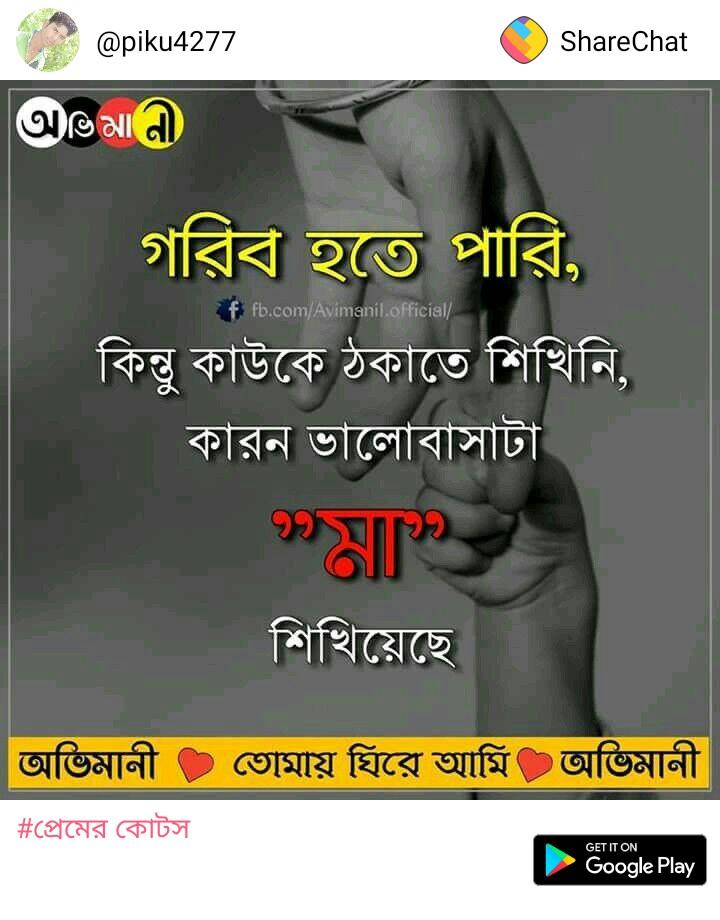 @piku4277
ShareChat
অভিমানী
গরিব হতে পারি,
fb.com/Avimanil.official/
কিন্তু কাউকে ঠকাতে শিখিনি,
কারন ভালোবাসাটা
”মা”
শিখিয়েছে
অভিমানী ❤ তোমায় ঘিরে আমি ❤ অভিমানী
#প্রেমের কোটস
GET IT ON
Google Play